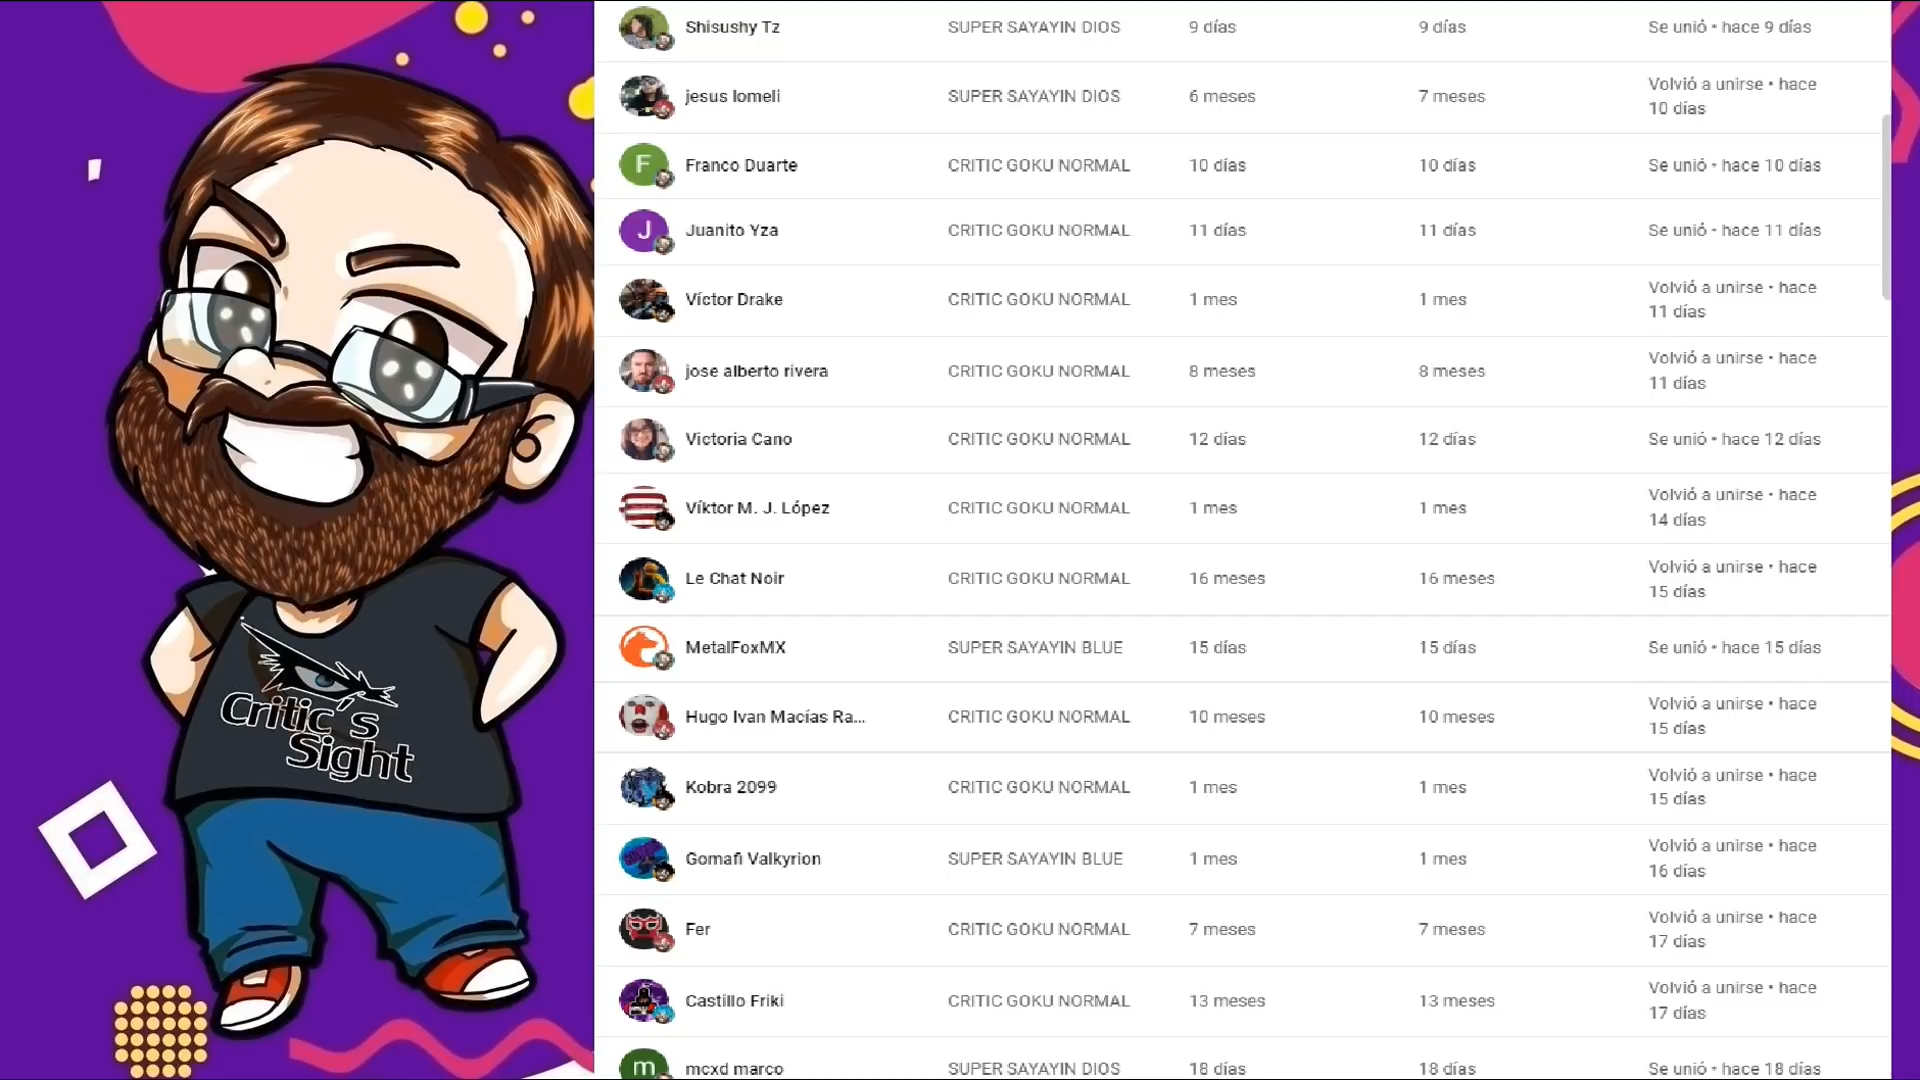 Critic's
Sight
Shisushy Tz SUPER SAYAYIN DIOS 9 días 9 días Se unió • hace 9 días
jesus lomeli SUPER SAYAYIN DIOS 6 meses 7 meses Volvió a unirse • hace
10 días
F Franco Duarte CRITIC GOKU NORMAL 10 días 10 días Se unió • hace 10 días
J Juanito Yza CRITIC GOKU NORMAL 11 días 11 días Se unió • hace 11 días
Víctor Drake CRITIC GOKU NORMAL 1 mes 1 mes Volvió a unirse • hace
11 días
jose alberto rivera CRITIC GOKU NORMAL 8 meses 8 meses Volvió a unirse • hace
11 días
Victoria Cano CRITIC GOKU NORMAL 12 días 12 días Se unió • hace 12 días
Víktor M. J. López CRITIC GOKU NORMAL 1 mes 1 mes Volvió a unirse • hace
14 días
Le Chat Noir CRITIC GOKU NORMAL 16 meses 16 meses Volvió a unirse • hace
15 días
MetalFoxMX SUPER SAYAYIN BLUE 15 días 15 días Se unió • hace 15 días
Hugo Ivan Macías Ra... CRITIC GOKU NORMAL 10 meses 10 meses Volvió a unirse • hace
15 días
Kobra 2099 CRITIC GOKU NORMAL 1 mes 1 mes Volvió a unirse • hace
15 días
Gomafi Valkyrion SUPER SAYAYIN BLUE 1 mes 1 mes Volvió a unirse • hace
16 días
Fer CRITIC GOKU NORMAL 7 meses 7 meses Volvió a unirse • hace
17 días
Castillo Friki CRITIC GOKU NORMAL 13 meses 13 meses Volvió a unirse • hace
17 días
m mcxd marco SUPER SAYAYIN DIOS 18 días 18 días Se unió • hace 18 días